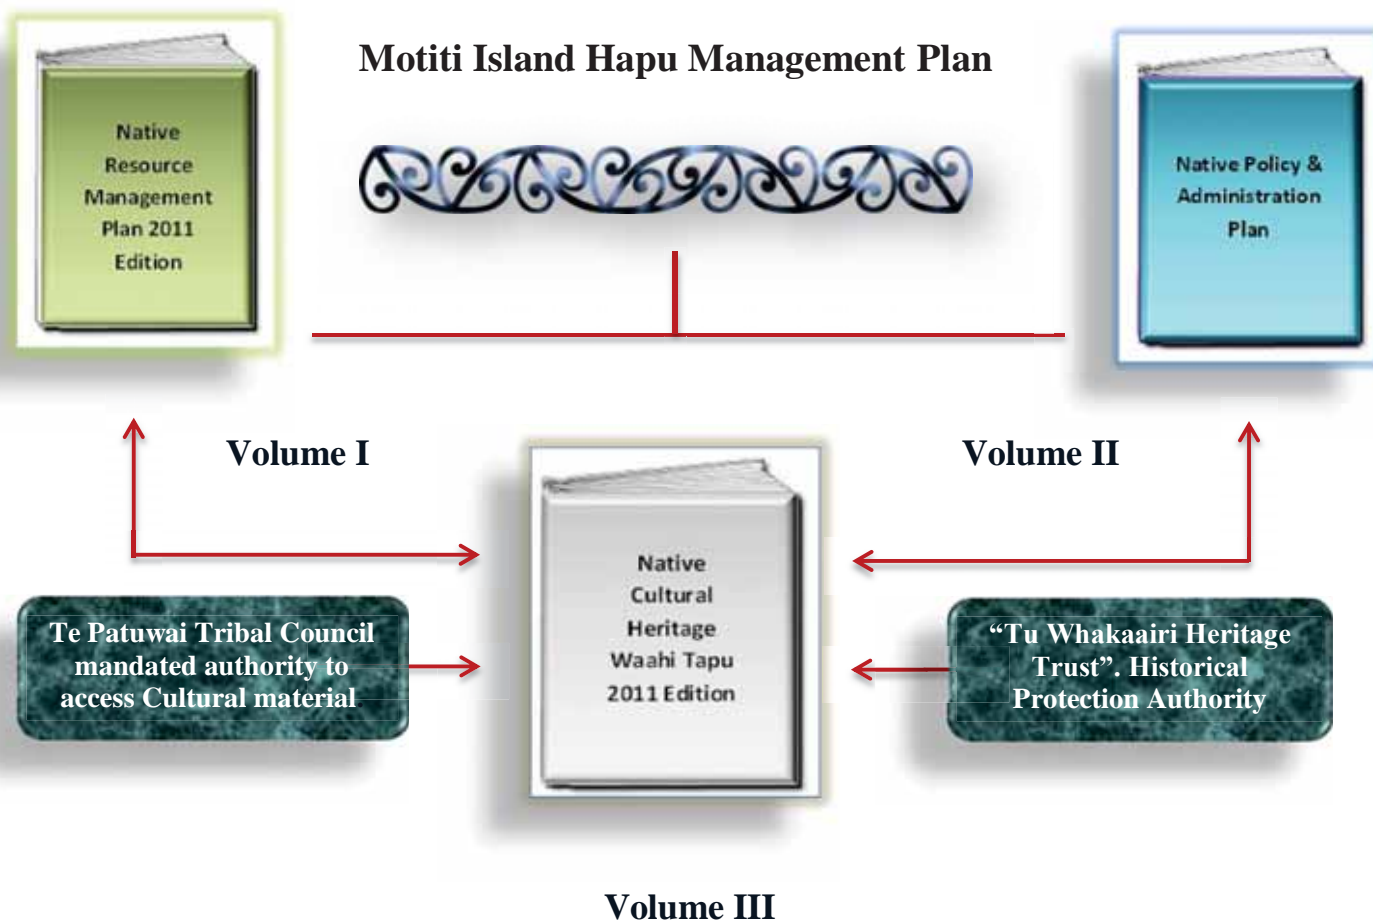 Motiti Island Hapu Management Plan
Native
Resource
Management
Plan 2011
Edition
Native Policy &
Administration
Plan
Volume I
Volume II
Native
Cultural
Heritage
Waahi Tapu
2011 Edition
Te Patuwai Tribal Council
mandated authority to
access Cultural material
“Tu Whakaairi Heritage
Trust”. Historical
Protection Authority
Volume III